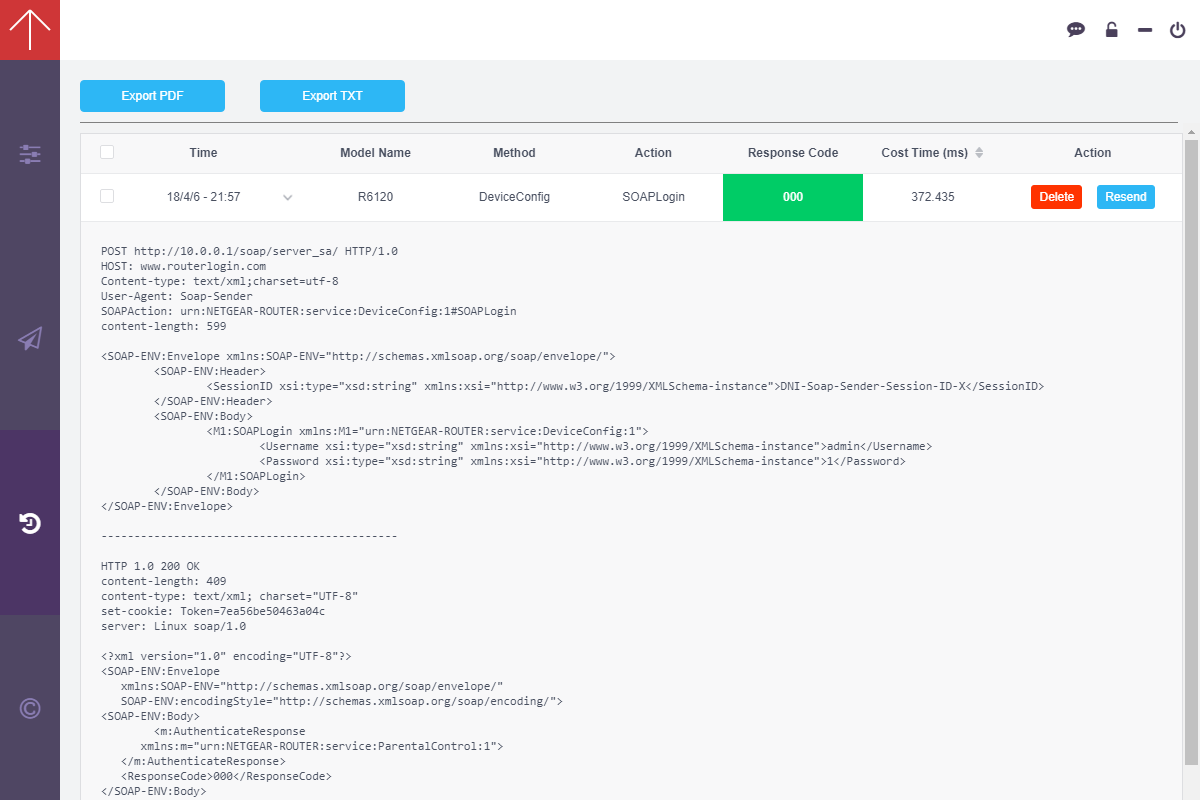 Export PDF Export TXT
Time Model Name Method Action Response Code Cost Time (ms) Action
18/4/6 - 21:57 R6120 DeviceConfig SOAPLogin 000 372.435 Delete Resend
POST http://10.0.0.1/soap/server_sa/ HTTP/1.0
HOST: www.routerlogin.com
Content-type: text/xml;charset=utf-8
User-Agent: Soap-Sender
SOAPAction: urn:NETGEAR-ROUTER:service:DeviceConfig:1#SOAPLogin
content-length: 599
<SOAP-ENV:Envelope xmlns:SOAP-ENV="http://schemas.xmlsoap.org/soap/envelope/">
<SOAP-ENV:Header>
<SessionID xsi:type="xsd:string" xmlns:xsi="http://www.w3.org/1999/XMLSchema-instance">DNI-Soap-Sender-Session-ID-X</SessionID>
</SOAP-ENV:Header>
<SOAP-ENV:Body>
<M1:SOAPLogin xmlns:M1="urn:NETGEAR-ROUTER:service:DeviceConfig:1">
<Username xsi:type="xsd:string" xmlns:xsi="http://www.w3.org/1999/XMLSchema-instance">admin</Username>
<Password xsi:type="xsd:string" xmlns:xsi="http://www.w3.org/1999/XMLSchema-instance">1</Password>
</M1:SOAPLogin>
</SOAP-ENV:Body>
</SOAP-ENV:Envelope>
---------------------------------------------
HTTP 1.0 200 OK
content-length: 409
content-type: text/xml; charset="UTF-8"
set-cookie: Token=7ea56be50463a04c
server: Linux soap/1.0
<?xml version="1.0" encoding="UTF-8"?>
<SOAP-ENV:Envelope
xmlns:SOAP-ENV="http://schemas.xmlsoap.org/soap/envelope/"
SOAP-ENV:encodingStyle="http://schemas.xmlsoap.org/soap/encoding/">
<SOAP-ENV:Body>
<m:AuthenticateResponse
xmlns:m="urn:NETGEAR-ROUTER:service:ParentalControl:1">
</m:AuthenticateResponse>
<ResponseCode>000</ResponseCode>
</SOAP-ENV:Body>